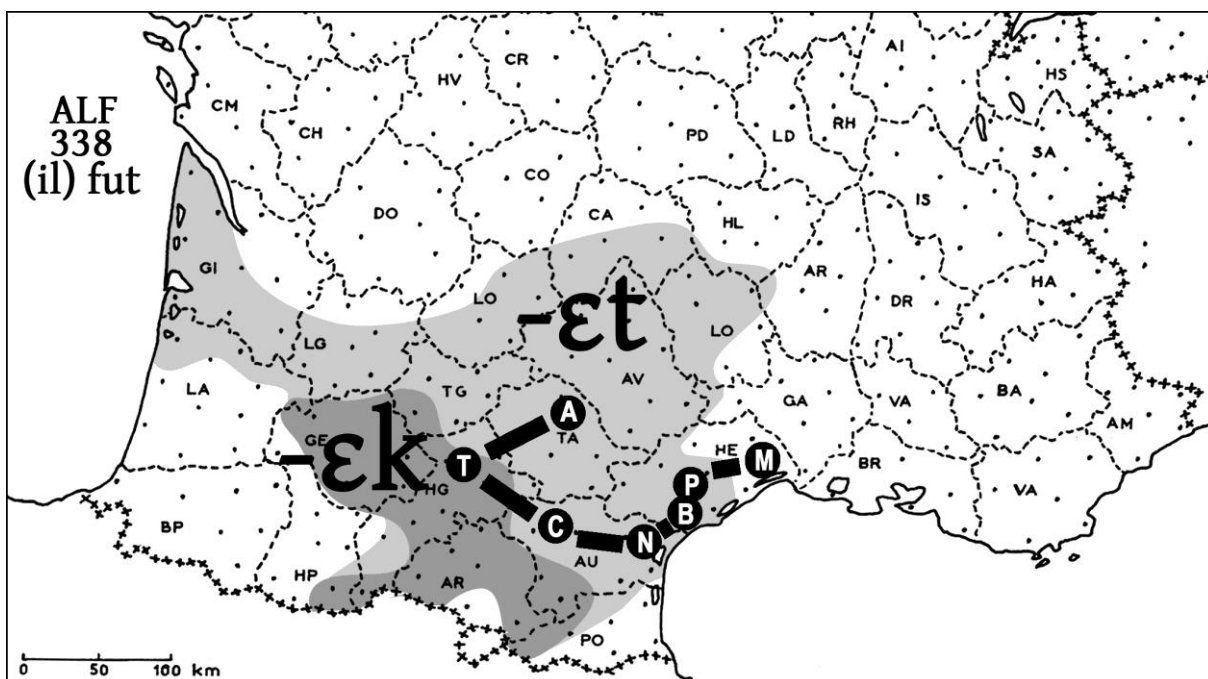 ALF
338
(il) fut
CM
CH
HV
CR
PD
LD
RH
AI
HS
SA
DO
CO
CA
HL
AR
IS
GI
LO
-εt
LO
DR
HA
LG
TG
AV
LA
GE
-εk
T
A
TA
GA
VA
BA
AM
HG
HE
M
P
B
BR
VA
BP
C
N
HP
AR
AU
PO
0 50 100 km